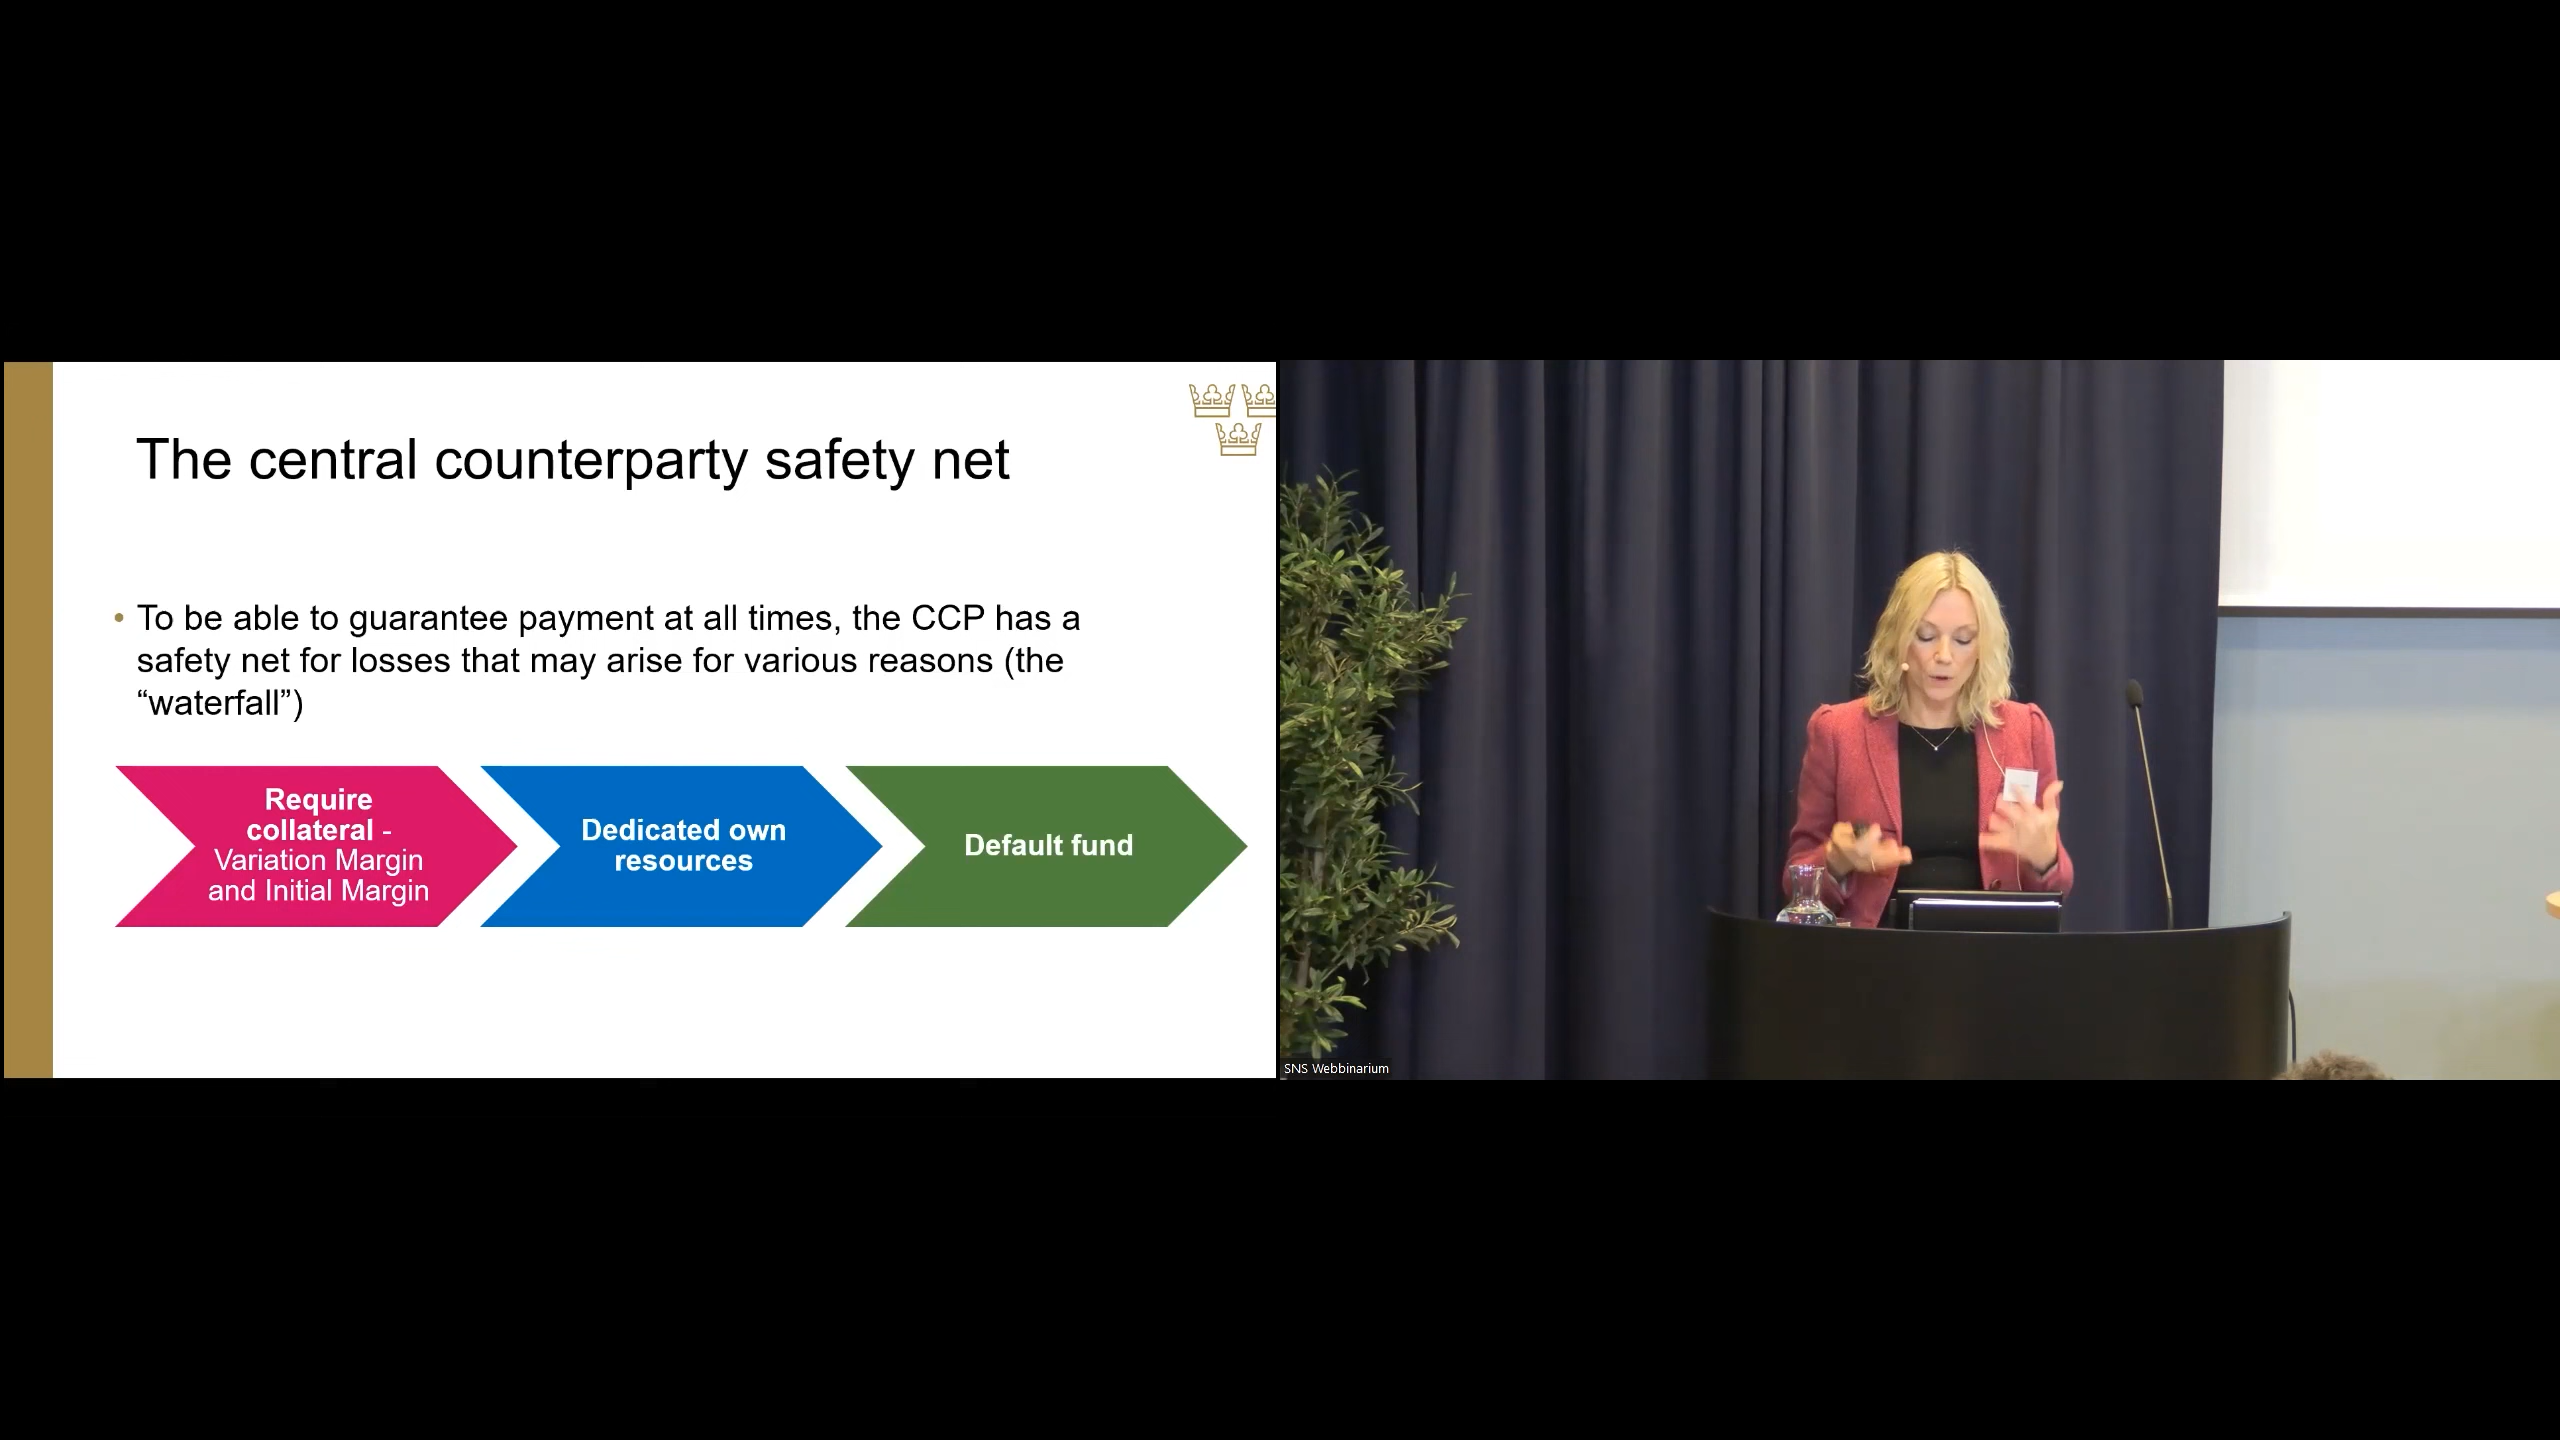 The central counterparty safety net
• To be able to guarantee payment at all times, the CCP has a
safety net for losses that may arise for various reasons (the
“waterfall”)
Require
collateral -
Variation Margin
and Initial Margin
Dedicated own
resources
Default fund
SNS Webbinarium